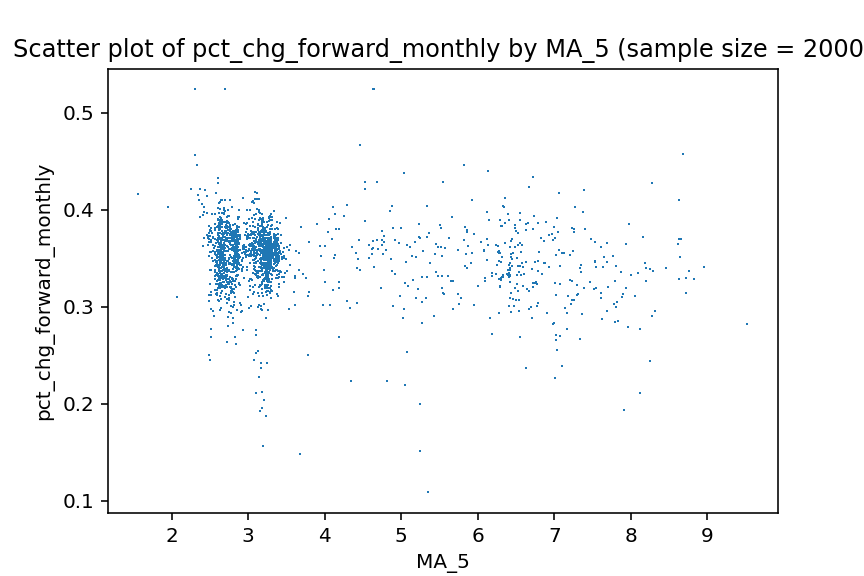 Scatter plot of pct_chg_forward_monthly by MA_5 (sample size = 2000
pct_chg_forward_monthly
0.5
0.4
0.3
0.2
0.1
2 3 4 5 6 7 8 9
MA_5